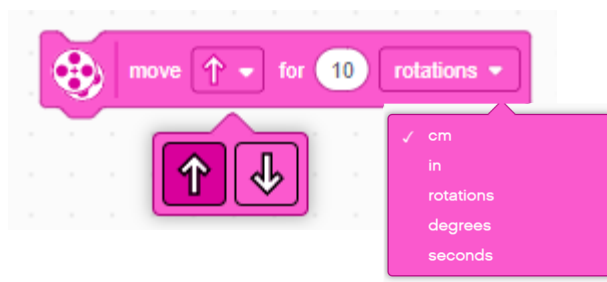 move for 10 rotations
cm
in
rotations
degrees
seconds